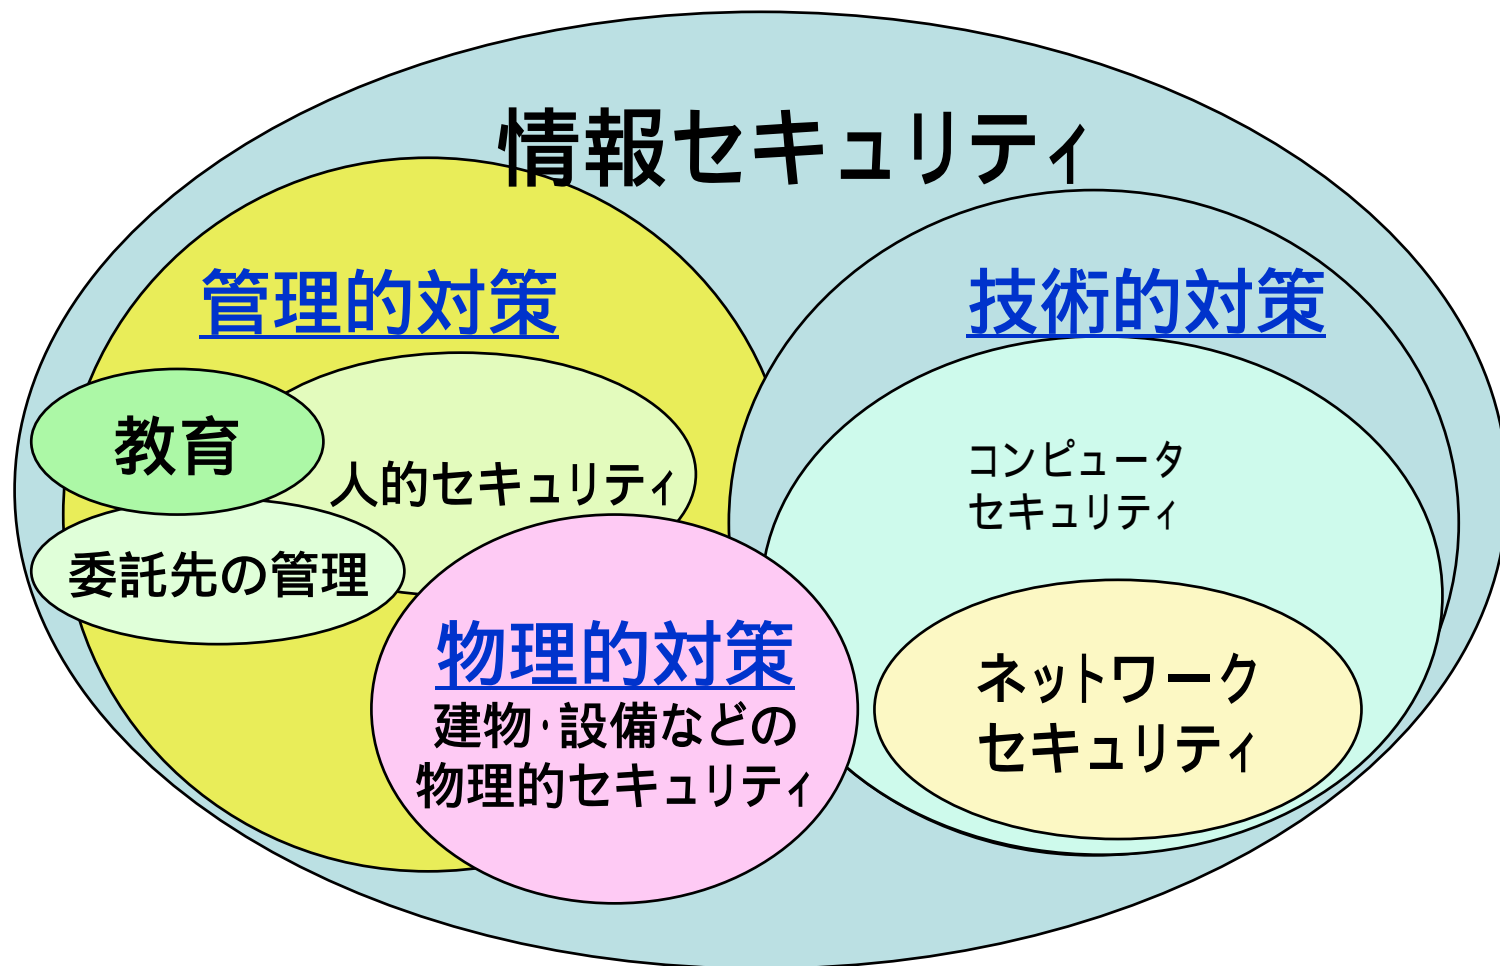 情報セキュリティ
管理的対策
技術的対策
教育
人的セキュリティ
委託先の管理
コンピュータ
セキュリティ
物理的対策
建物・設備などの
物理的セキュリティ
ネットワーク
セキュリティ